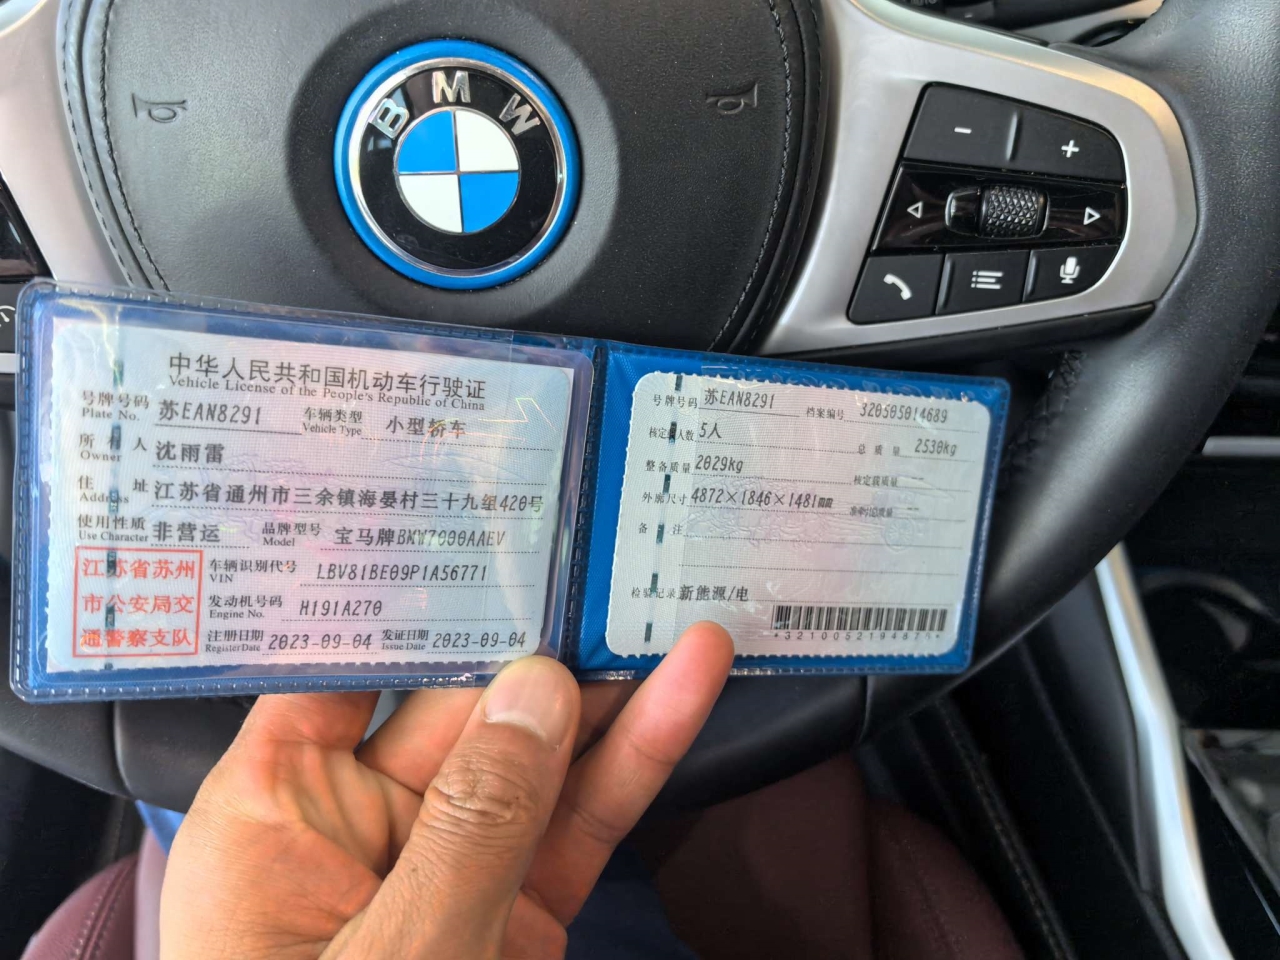 BMW
中华人民共和国机动车行驶证
Vehicle License of the People's Republic of China
号牌号码 苏EAN8291 车辆类型 小型轿车
Plate No. Vehicle Type
所有人 沈雨雷
Owner
住址 江苏省通州市三余镇海晏村三十九组420号
Address
使用性质 非营运 品牌型号 宝马牌BMW7000AAEV
Use Character Model
江苏省苏州
市公安局交
通警察支队
车辆识别代号 LBV81BE09P1A56771
VIN
发动机号码 H191A270
Engine No.
注册日期 2023-09-04 发证日期 2023-09-04
Register Date Issue Date
号牌号码 苏EAN8291 档案编号 320505014689
核定载人数 5人 总质量 2530kg
整备质量 2029kg 核定载质量 --
外廓尺寸 4872×1846×1481mm 准牵引总质量 --
备注
检验记录 新能源/电